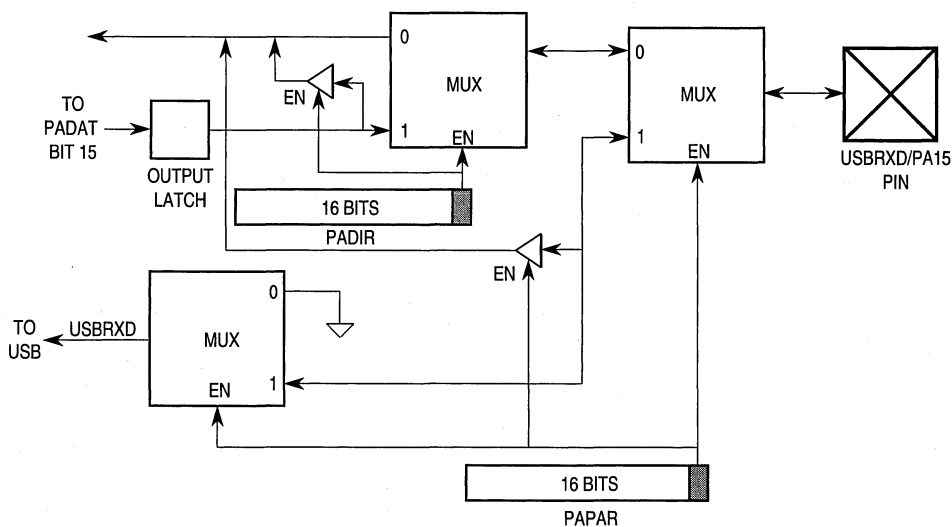 0
MUX
EN
1
0
MUX
1
EN
USBRXD/PA15
PIN
TO
PADAT
BIT 15
OUTPUT
LATCH
EN
16 BITS
PADIR
EN
0
MUX
EN
1
TO
USB
USBRXD
16 BITS
PAPAR